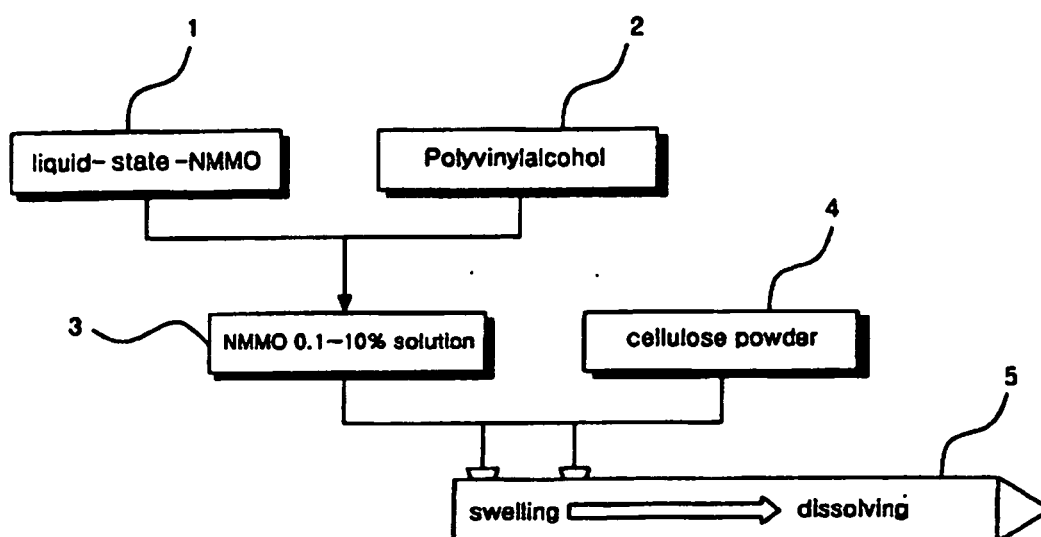 1
2
liquid-state-NMMO
Polyvinylalcohol
4
3
NMMO 0.1~10% solution
cellulose powder
5
swelling
dissolving